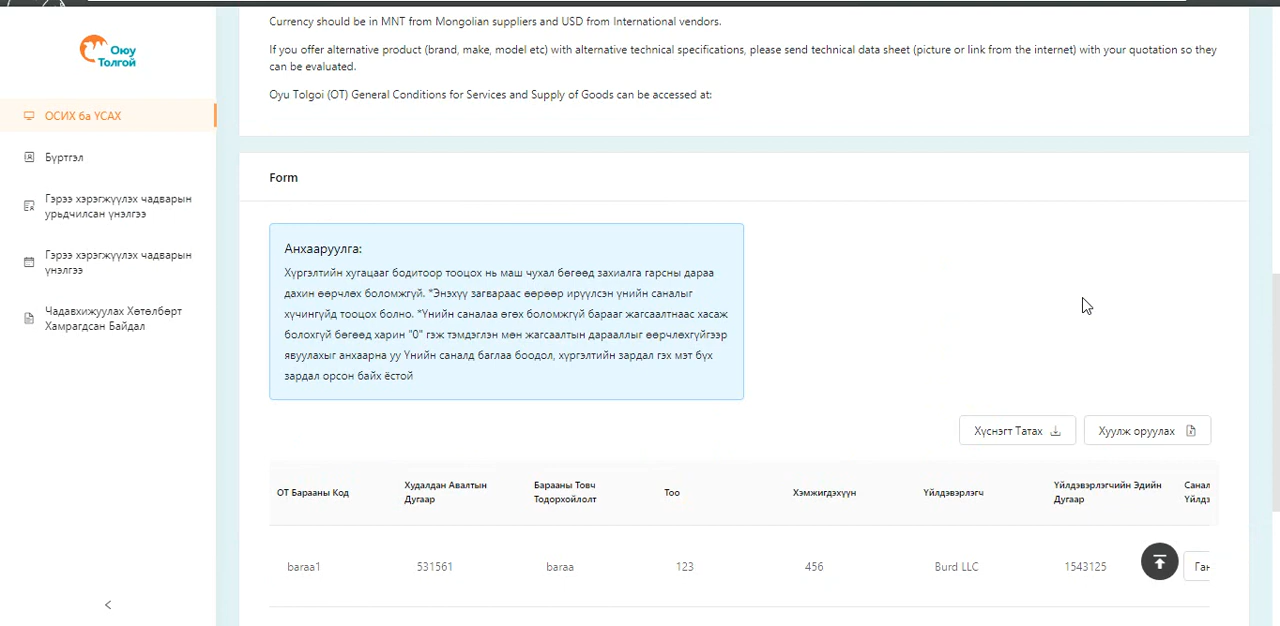 Currency should be in MNT from Mongolian suppliers and USD from International vendors.
If you offer alternative product (brand, make, model etc) with alternative technical specifications, please send technical data sheet (picture or link from the internet) with your quotation so they
can be evaluated.
Oyu Tolgoi (OT) General Conditions for Services and Supply of Goods can be accessed at:
Оюу
Толгой
ОСИХ ба ҮСАХ
Бүртгэл
Гэрээ хэрэгжүүлэх чадварын
урьдчилсан үнэлгээ
Гэрээ хэрэгжүүлэх чадварын
үнэлгээ
Чадавхижуулах Хөтөлбөрт
Хамрагдсан Байдал
Form
Анхааруулга:
Хүргэлтийн хугацааг бодитоор тооцох нь маш чухал бөгөөд захиалга гарсны дараа
дахин өөрчлөх боломжгүй. *Энэхүү загвараас өөрөөр ирүүлсэн үнийн саналыг
хүчингүйд тооцох болно. *Үнийн саналаа өгөх боломжгүй барааг жагсаалтнаас хасаж
болохгүй бөгөөд харин "0" гэж тэмдэглэн мөн жагсаалтын дарааллыг өөрчлөхгүйгээр
явуулахыг анхаарна уу Үнийн саналд баглаа боодол, хүргэлтийн зардал гэх мэт бүх
зардал орсон байх ёстой
Хүснэгт Татах
Хуулж оруулах
ОТ Барааны Код
Худалдан Авалтын
Дугаар
Барааны Товч
Тодорхойлолт
Тоо
Хэмжигдэхүүн
Үйлдвэрлэгч
Үйлдвэрлэгчийн Эдийн
Дугаар
Санал
Үйлдэ
baraa1
531561
baraa
123
456
Burd LLC
1543125
Ган